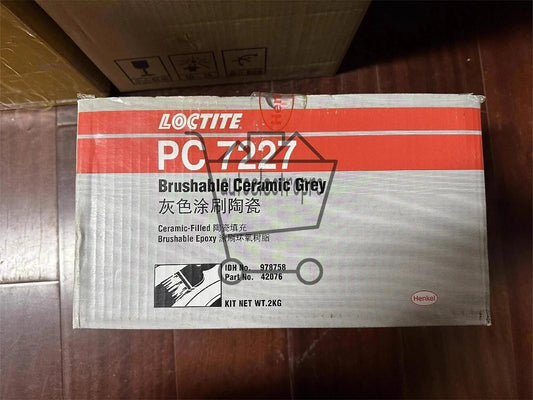 LOCTITE
Henkel
PC 7227
Brushable Ceramic Grey
灰色涂刷陶瓷
Ceramic-Filled 陶瓷填充
Brushable Epoxy 涂刷环氧树脂
IDH No. 978758
Part No. 42076
KIT NET WT.2KG
Henkel